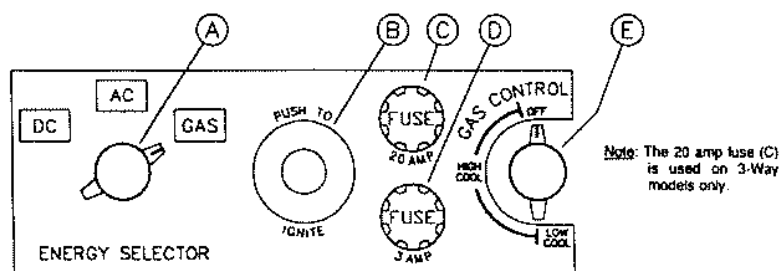 A
B
C
D
E
DC
AC
GAS
ENERGY SELECTOR
PUSH TO
IGNITE
FUSE
20 AMP
FUSE
3 AMP
GAS CONTROL
OFF
HIGH
COOL
LOW
COOL
Note: The 20 amp fuse (C)
is used on 3-Way
models only.